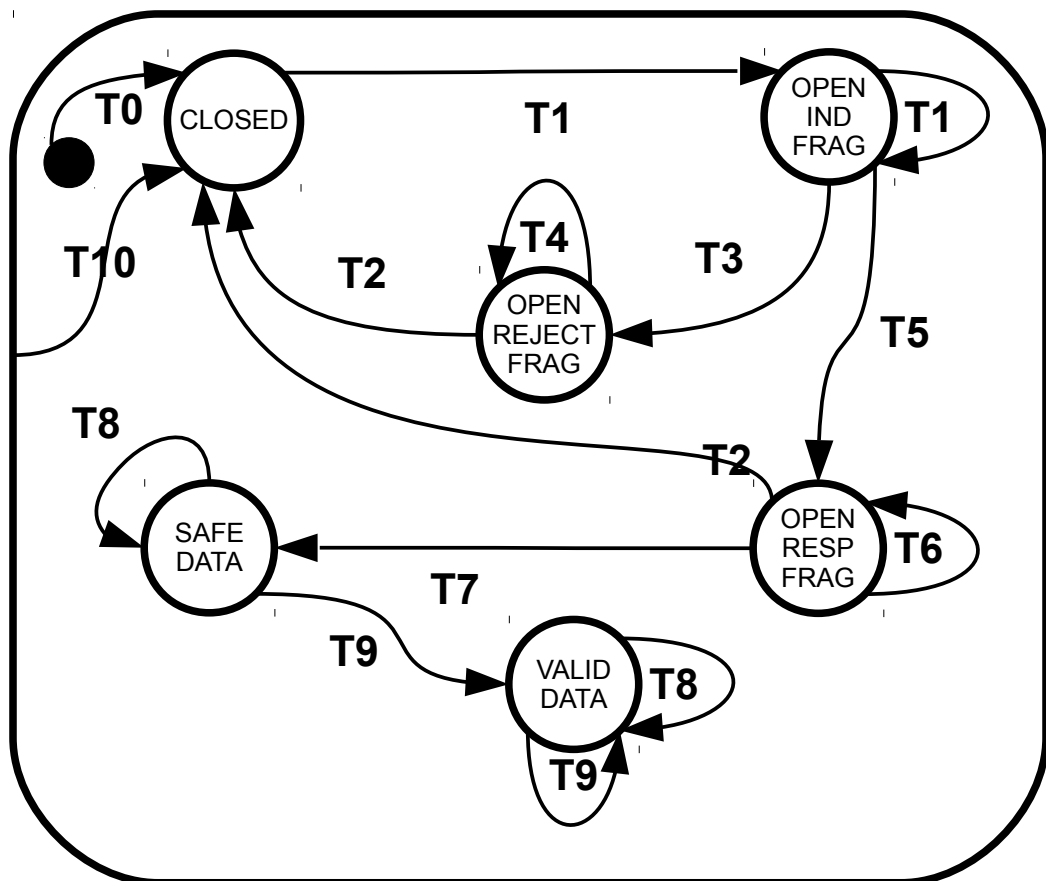 T0
CLOSED
T1
OPEN
IND
FRAG
T1
T10
T2
T4
T3
OPEN
REJECT
FRAG
T5
T8
T2
SAFE
DATA
OPEN
RESP
FRAG
T6
T7
T9
VALID
DATA
T8
T9